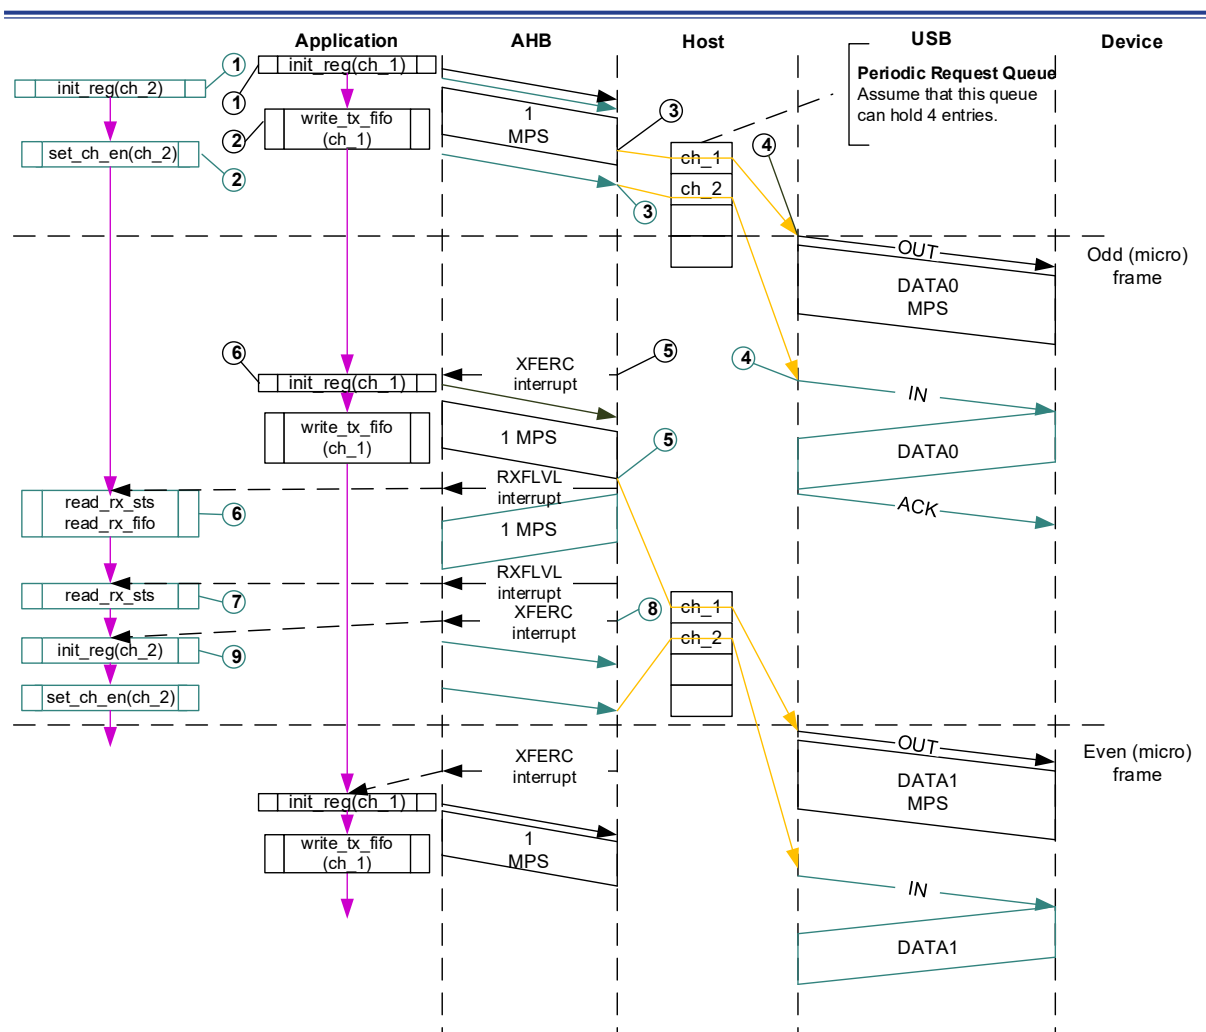 Application
AHB
Host
USB
Device
init_reg(ch_1)
1
1
init_reg(ch_2)
Periodic Request Queue
Assume that this queue
can hold 4 entries.
write_tx_fifo
(ch_1)
2
1
MPS
3
4
set_ch_en(ch_2)
2
ch_1
ch_2
3
OUT
Odd (micro)
frame
DATA0
MPS
6
XFERC
interrupt
5
4
init_reg(ch_1)
IN
write_tx_fifo
(ch_1)
1 MPS
5
DATA0
RXFLVL
interrupt
read_rx_sts
read_rx_fifo
6
ACK
1 MPS
RXFLVL
interrupt
read_rx_sts
7
XFERC
interrupt
8
ch_1
ch_2
init_reg(ch_2)
9
set_ch_en(ch_2)
OUT
Even (micro)
frame
XFERC
interrupt
DATA1
MPS
init_reg(ch_1)
write_tx_fifo
(ch_1)
1
MPS
IN
DATA1